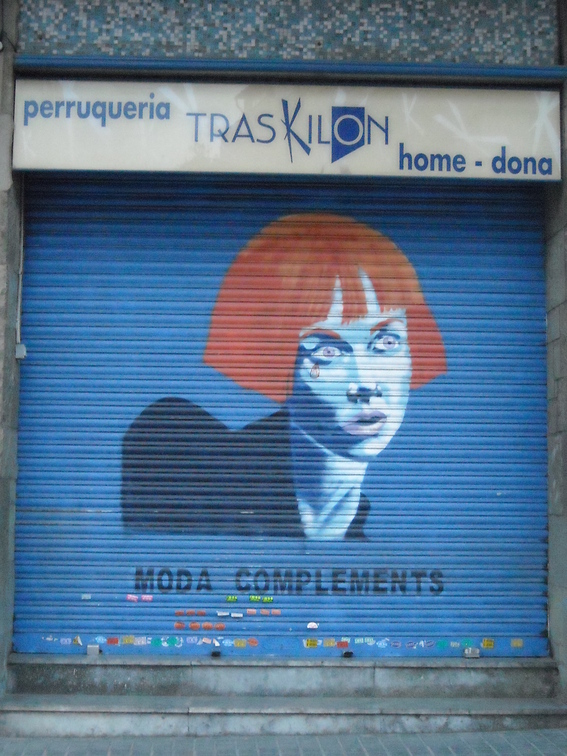 perruqueria
TRASKILON
home - dona
MODA COMPLEMENTS